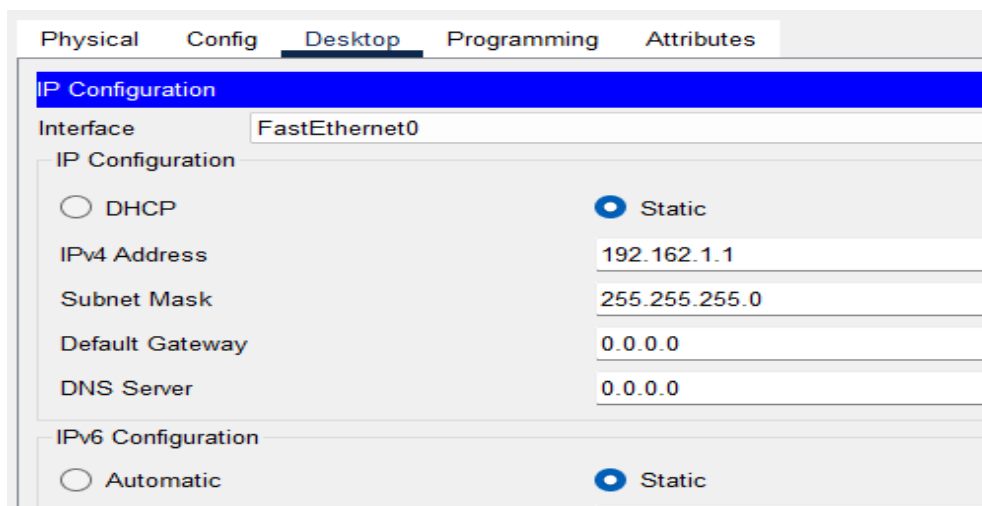 Physical Config Desktop Programming Attributes
IP Configuration
Interface FastEthernet0
IP Configuration
DHCP Static
IPv4 Address 192.162.1.1
Subnet Mask 255.255.255.0
Default Gateway 0.0.0.0
DNS Server 0.0.0.0
IPv6 Configuration
Automatic Static